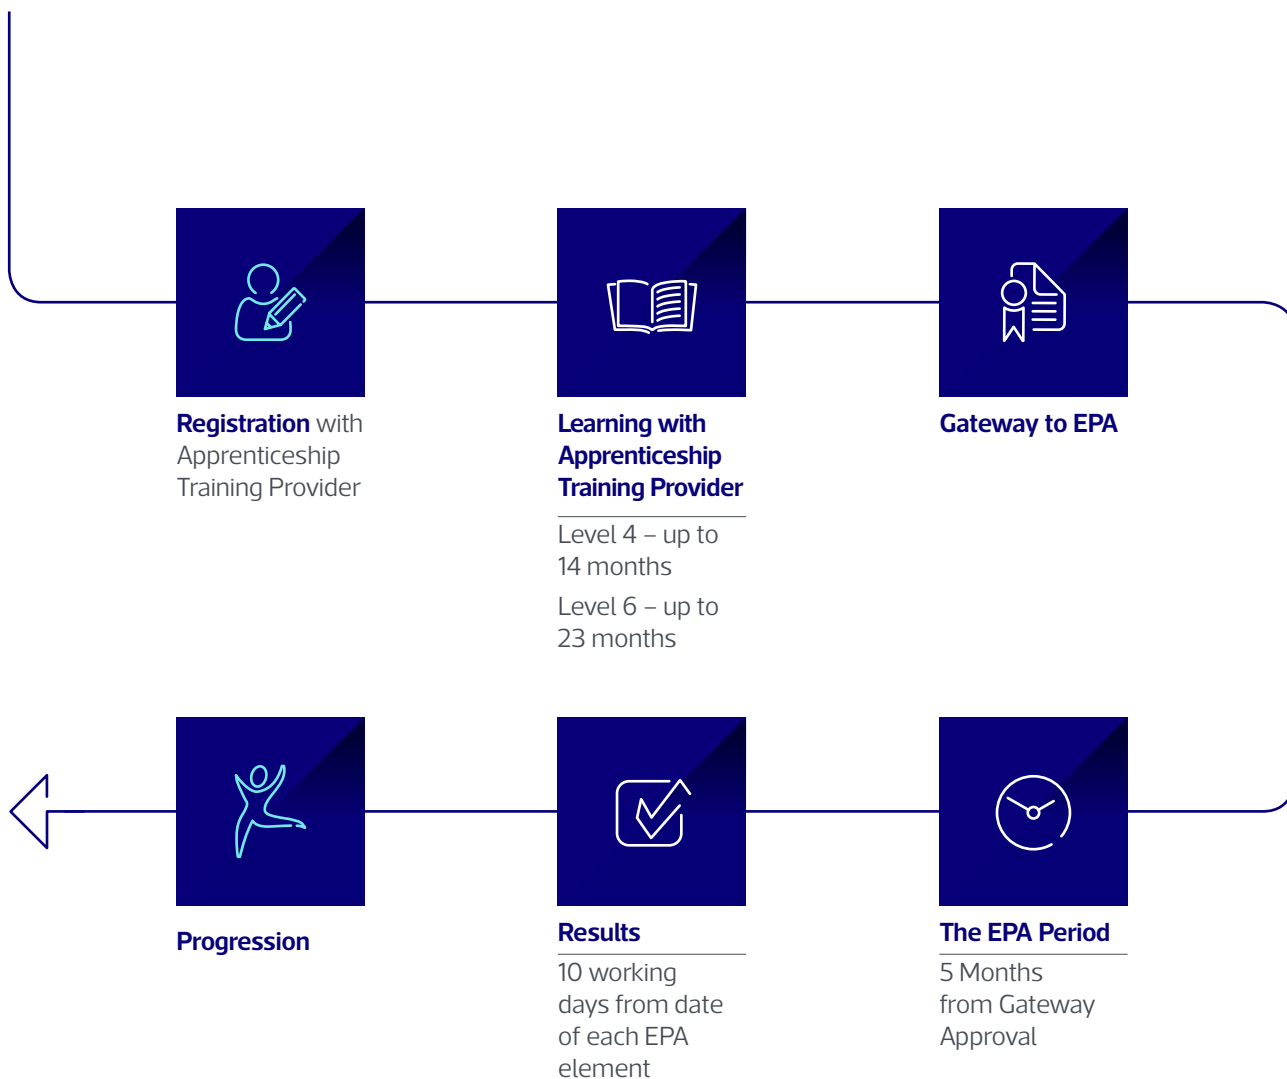 Registration with
Apprenticeship
Training Provider
Learning with
Apprenticeship
Training Provider
Level 4 – up to
14 months
Level 6 – up to
23 months
Gateway to EPA
The EPA Period
5 Months
from Gateway
Approval
Results
10 working
days from date
of each EPA
element
Progression